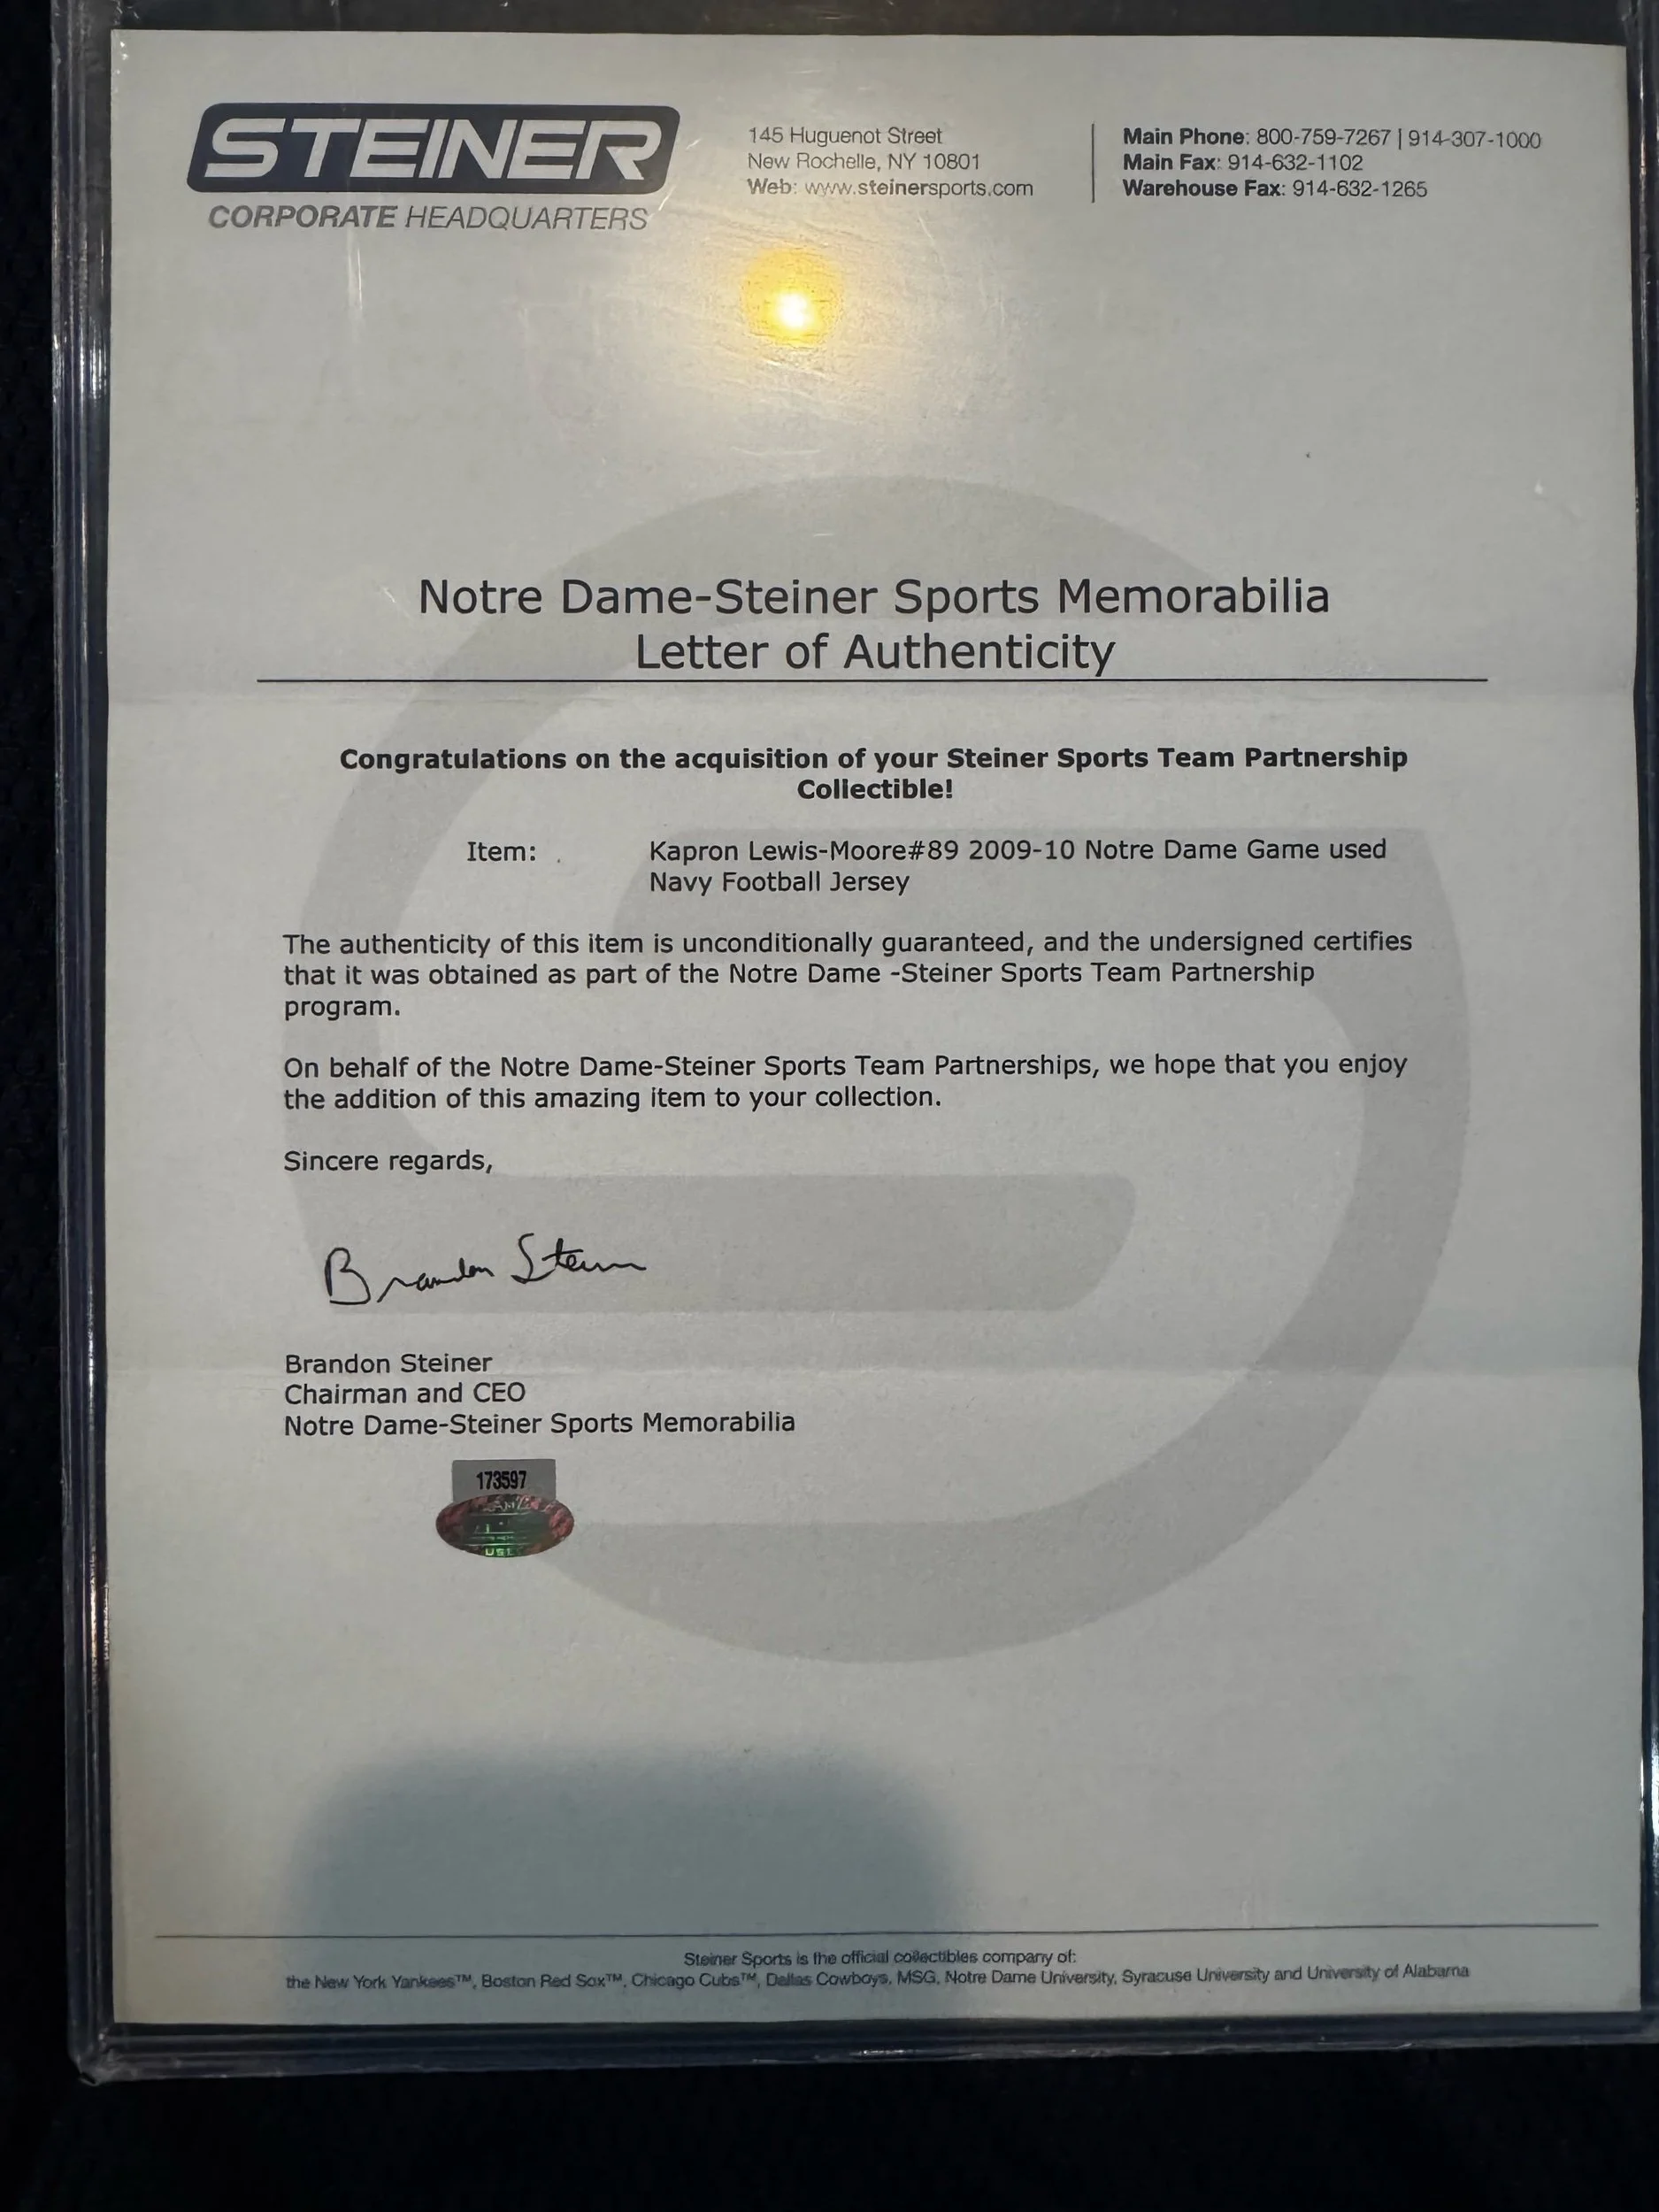 STEINER
CORPORATE HEADQUARTERS
145 Huguenot Street
New Rochelle, NY 10801
Web: www.steinersports.com
Main Phone: 800-759-7267 | 914-307-1000
Main Fax: 914-632-1102
Warehouse Fax: 914-632-1265
Notre Dame-Steiner Sports Memorabilia
Letter of Authenticity
Congratulations on the acquisition of your Steiner Sports Team Partnership
Collectible!
Item: Kapron Lewis-Moore#89 2009-10 Notre Dame Game used
Navy Football Jersey
The authenticity of this item is unconditionally guaranteed, and the undersigned certifies
that it was obtained as part of the Notre Dame -Steiner Sports Team Partnership
program.
On behalf of the Notre Dame-Steiner Sports Team Partnerships, we hope that you enjoy
the addition of this amazing item to your collection.
Sincere regards,
Brandon Steiner
Chairman and CEO
Notre Dame-Steiner Sports Memorabilia
173597
Steiner Sports is the official collectibles company of:
the New York Yankees™, Boston Red Sox™, Chicago Cubs™, Dallas Cowboys, MSG, Notre Dame University, Syracuse University and University of Alabama